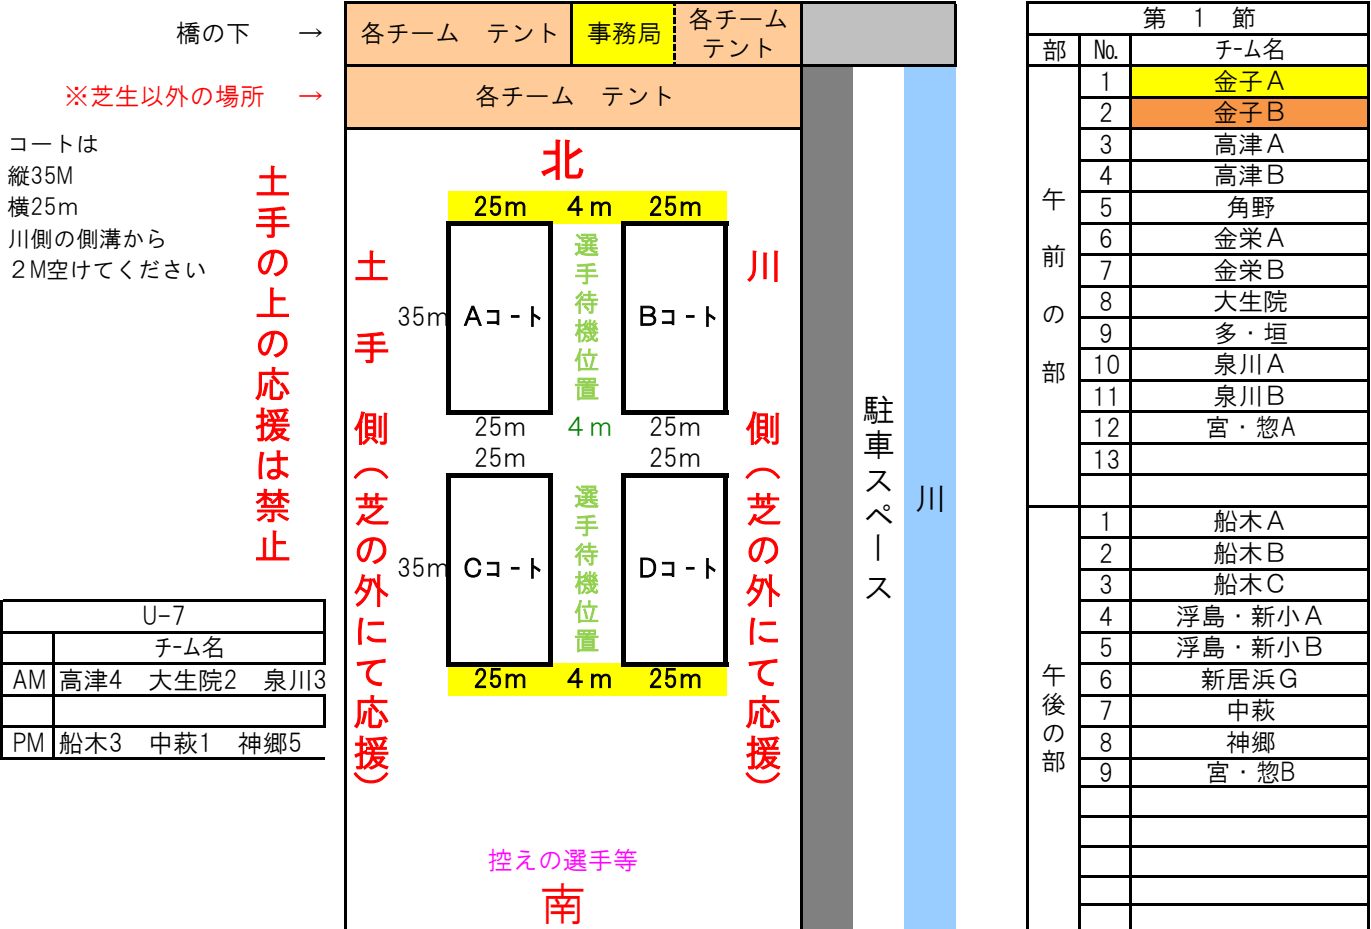 橋の下 →
※芝生以外の場所 →
コートは
縦35M
横25m
川側の側溝から
２M空けてください
土手の上の応援は禁止
U-7
ﾁｰﾑ名
AM 高津4 大生院2 泉川3
PM 船木3 中萩1 神郷5
各チーム テント
事務局
各チーム
テント
各チーム テント
北
25m ４ｍ 25m
土手側（芝の外にて応援）
35m
Aｺｰﾄ
選手待機位置
Bｺｰﾄ
川側（芝の外にて応援）
25m ４ｍ 25m
25m 25m
35m
Cｺｰﾄ
選手待機位置
Dｺｰﾄ
25m ４ｍ 25m
控えの選手等
南
駐車スペース
川
第 １ 節
部 № ﾁｰﾑ名
午前の部
1 金子Ａ
2 金子Ｂ
3 高津Ａ
4 高津Ｂ
5 角野
6 金栄Ａ
7 金栄Ｂ
8 大生院
9 多・垣
10 泉川Ａ
11 泉川Ｂ
12 宮・惣A
13
午後の部
1 船木Ａ
2 船木Ｂ
3 船木Ｃ
4 浮島・新小Ａ
5 浮島・新小Ｂ
6 新居浜Ｇ
7 中萩
8 神郷
9 宮・惣B